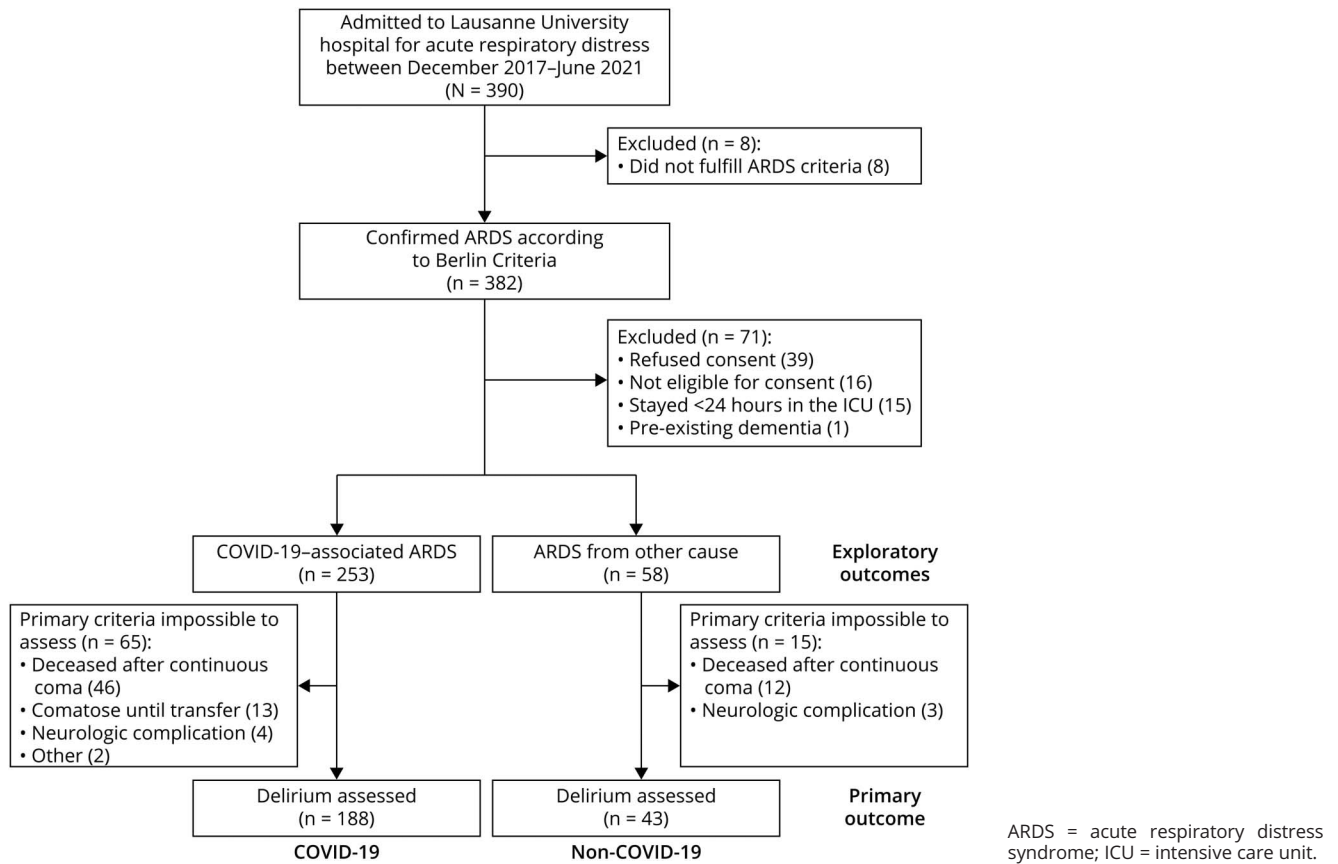 Admitted to Lausanne University
hospital for acute respiratory distress
between December 2017–June 2021
(N = 390)
Excluded (n = 8):
• Did not fulfill ARDS criteria (8)
Confirmed ARDS according
to Berlin Criteria
(n = 382)
Excluded (n = 71):
• Refused consent (39)
• Not eligible for consent (16)
• Stayed <24 hours in the ICU (15)
• Pre-existing dementia (1)
COVID-19–associated ARDS
(n = 253)
ARDS from other cause
(n = 58)
Exploratory
outcomes
Primary criteria impossible to
assess (n = 65):
• Deceased after continuous
coma (46)
• Comatose until transfer (13)
• Neurologic complication (4)
• Other (2)
Primary criteria impossible to
assess (n = 15):
• Deceased after continuous
coma (12)
• Neurologic complication (3)
Delirium assessed
(n = 188)
COVID-19
Delirium assessed
(n = 43)
Non-COVID-19
Primary
outcome
ARDS = acute respiratory distress
syndrome; ICU = intensive care unit.